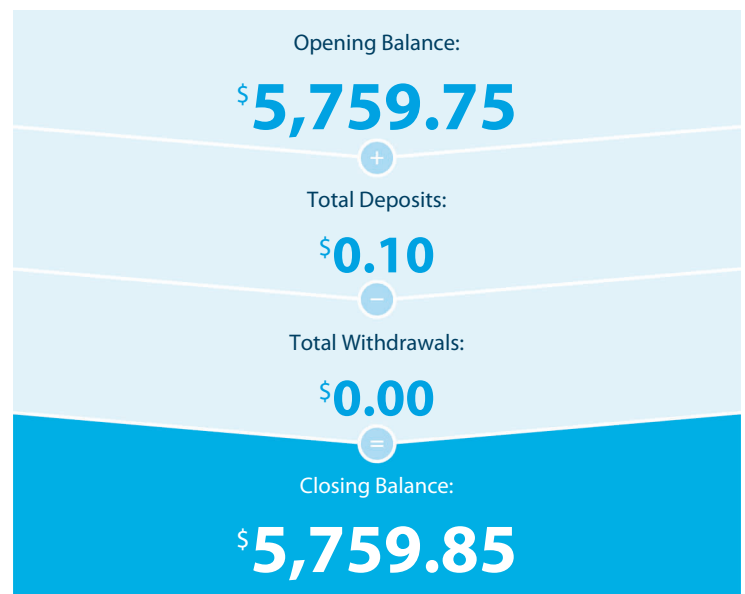 Opening Balance:
$5,759.75
+
Total Deposits:
$0.10
−
Total Withdrawals:
$0.00
=
Closing Balance:
$5,759.85